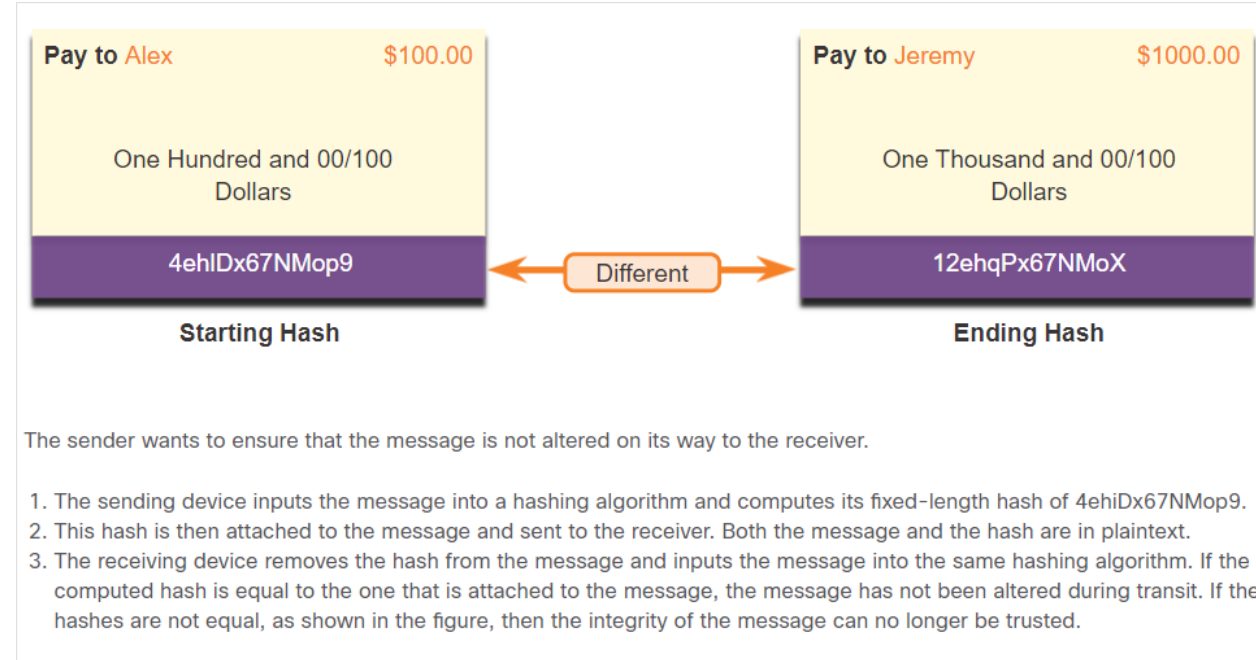 Pay to Alex $100.00
One Hundred and 00/100
Dollars
4ehlDx67NMop9
Starting Hash
Different
Pay to Jeremy $1000.00
One Thousand and 00/100
Dollars
12ehqPx67NMoX
Ending Hash
The sender wants to ensure that the message is not altered on its way to the receiver.
1. The sending device inputs the message into a hashing algorithm and computes its fixed-length hash of 4ehiDx67NMop9.
2. This hash is then attached to the message and sent to the receiver. Both the message and the hash are in plaintext.
3. The receiving device removes the hash from the message and inputs the message into the same hashing algorithm. If the
computed hash is equal to the one that is attached to the message, the message has not been altered during transit. If the
hashes are not equal, as shown in the figure, then the integrity of the message can no longer be trusted.